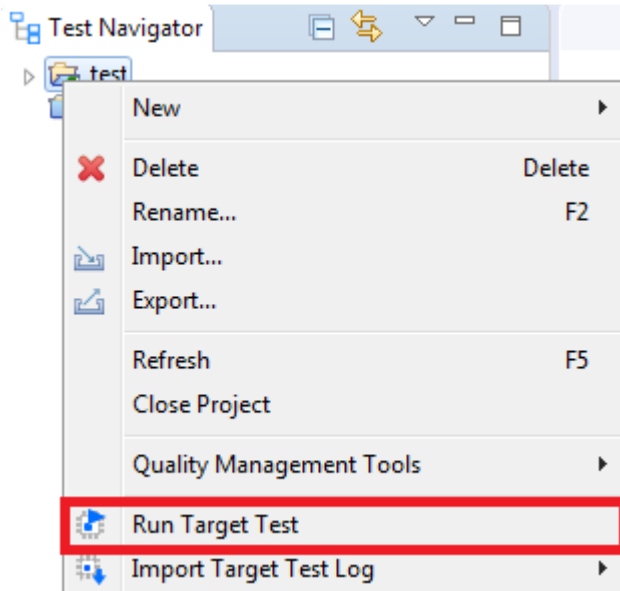 Test Navigator
test
New
Delete Delete
Rename... F2
Import...
Export...
Refresh F5
Close Project
Quality Management Tools
Run Target Test
Import Target Test Log